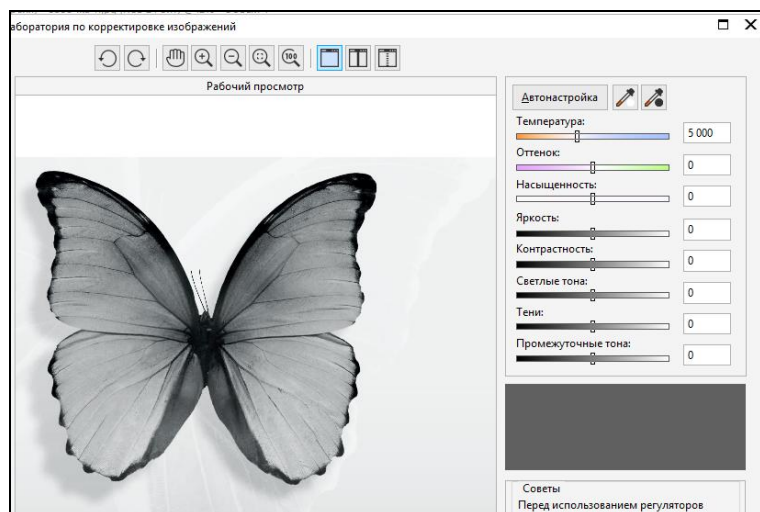 аборатория по корректировке изображений
100
Рабочий просмотр
Автонастройка
Температура:
5 000
Оттенок:
0
Насыщенность:
0
Яркость:
0
Контрастность:
0
Светлые тона:
0
Тени:
0
Промежуточные тона:
0
Советы
Перед использованием регуляторов